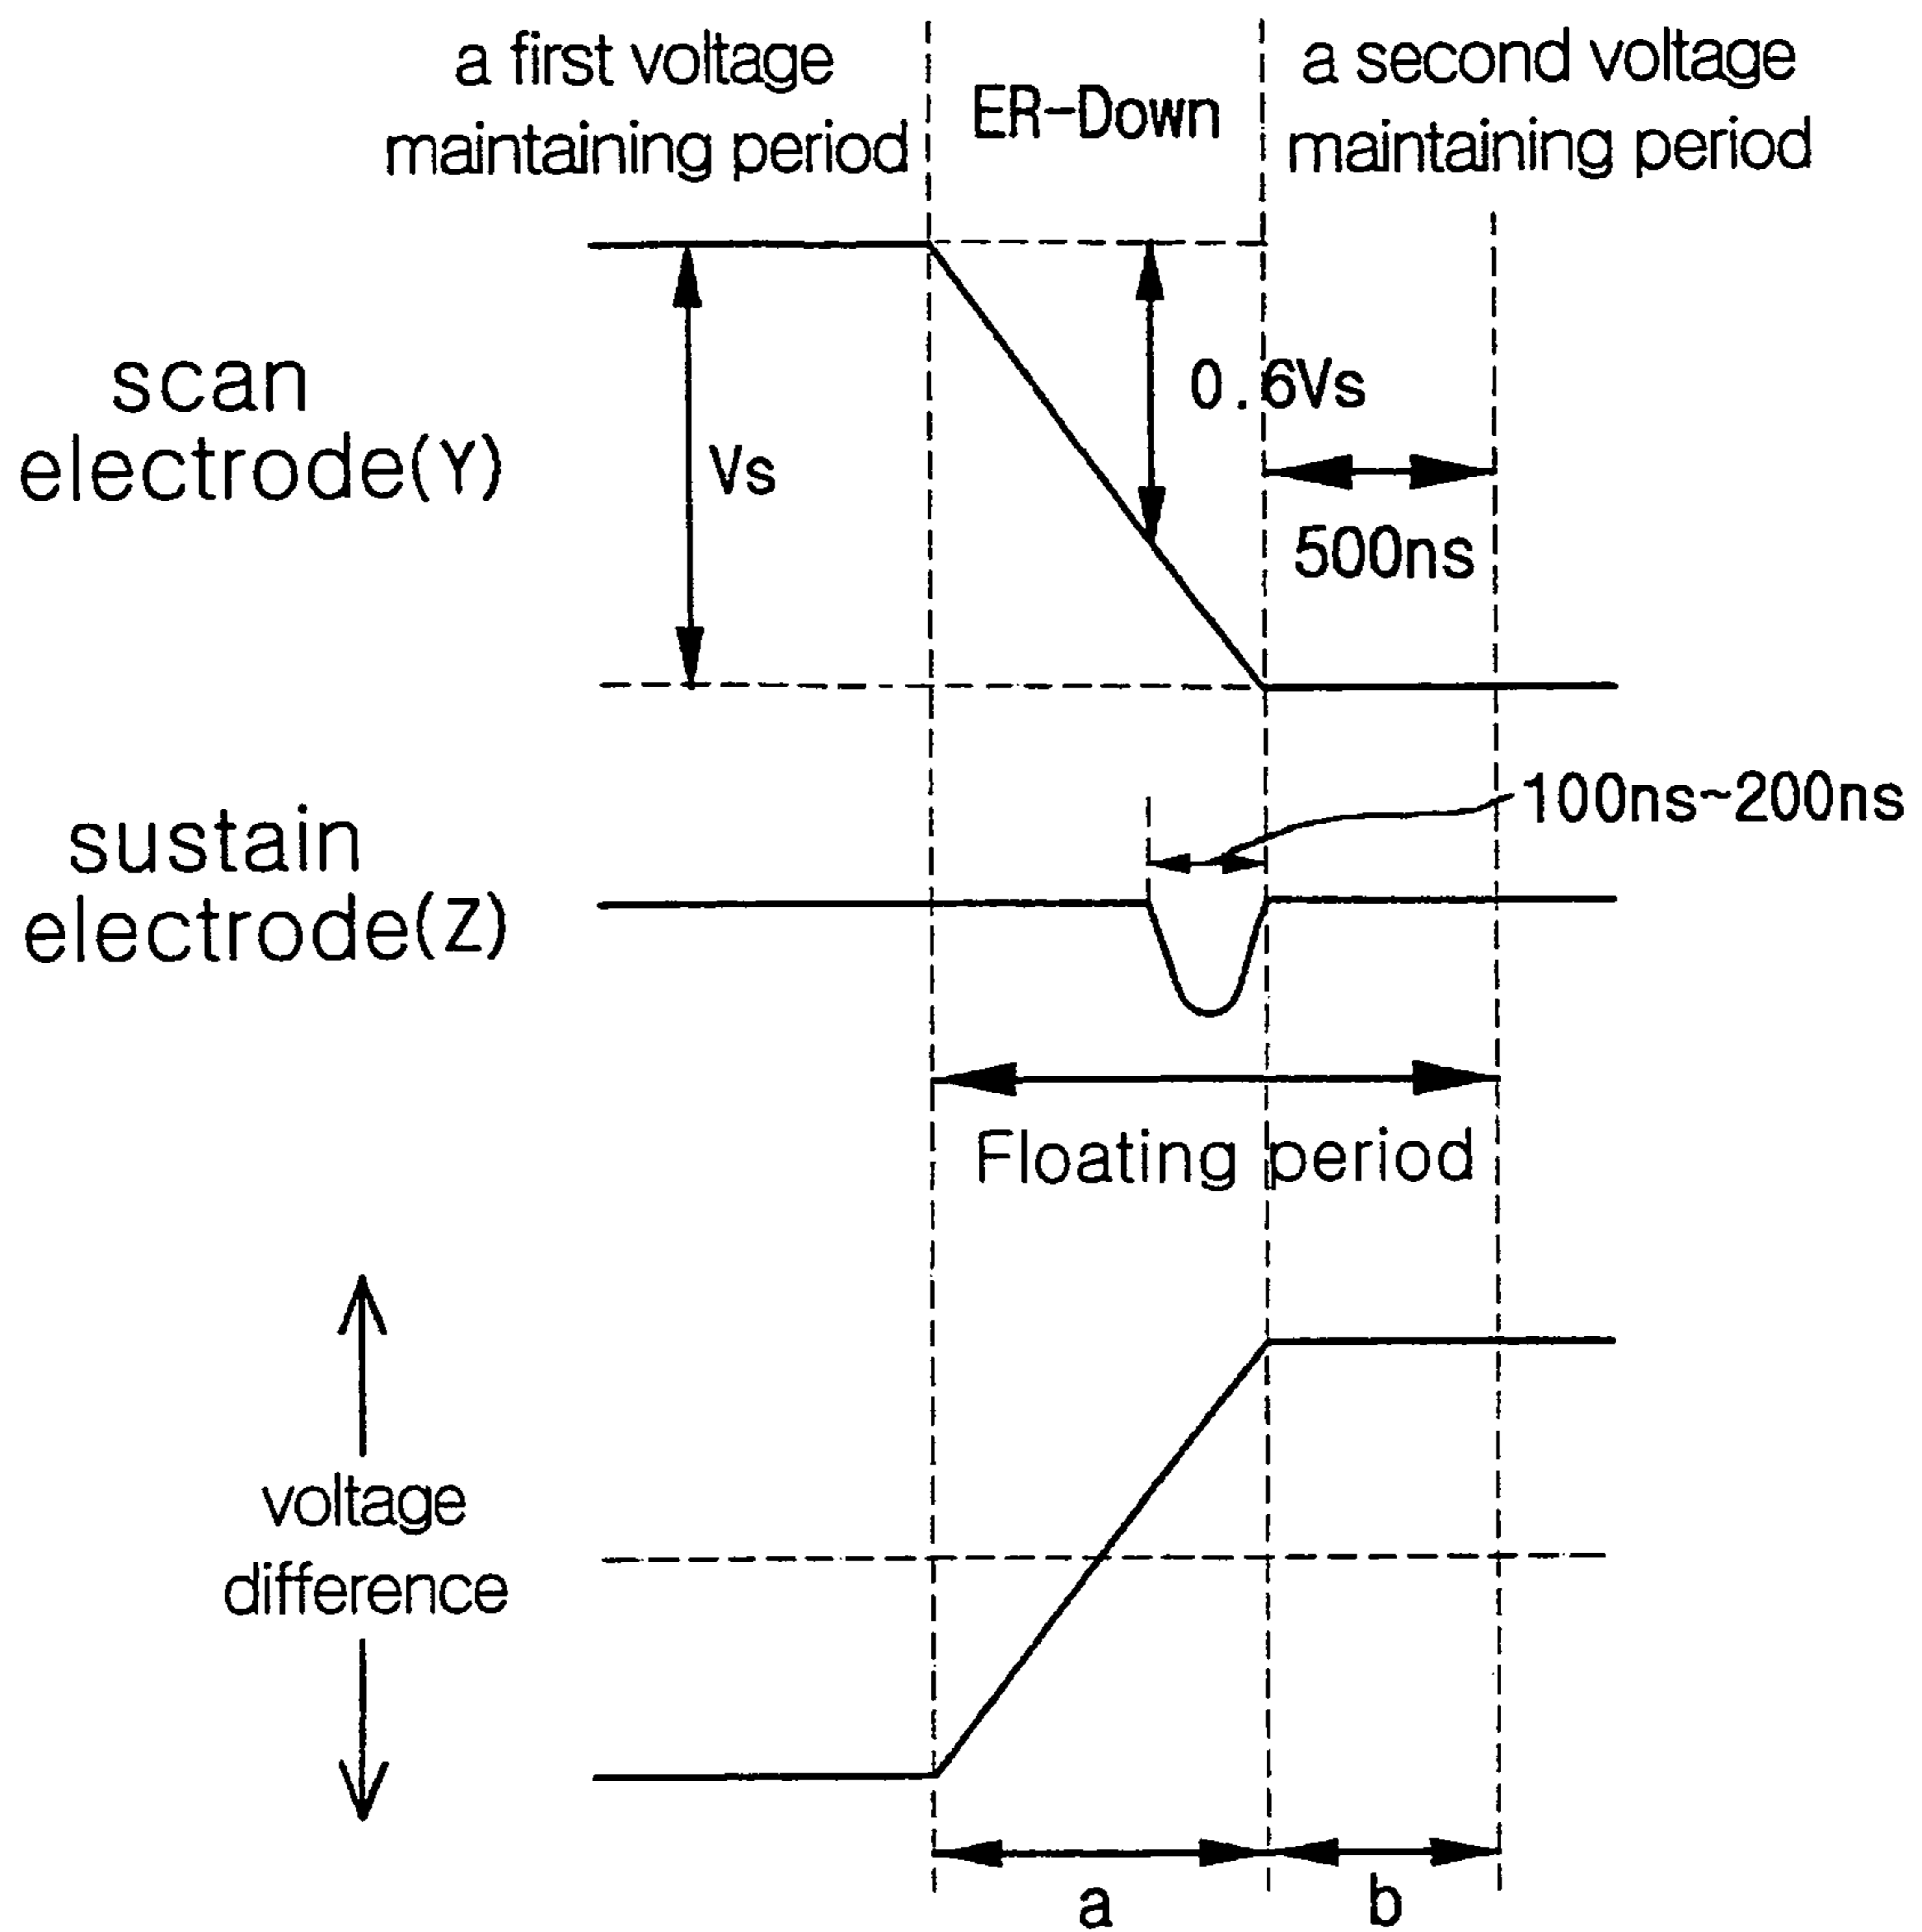 a first voltage
maintaining period
ER-Down
a second voltage
maintaining period
scan
electrode(Y)
Vs
0.6Vs
500ns
100ns~200ns
sustain
electrode(Z)
Floating period
voltage
difference
a
b